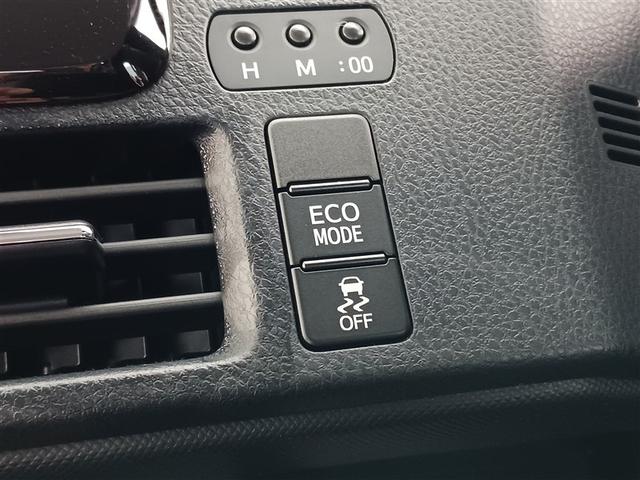 H M :00
ECO
MODE
OFF